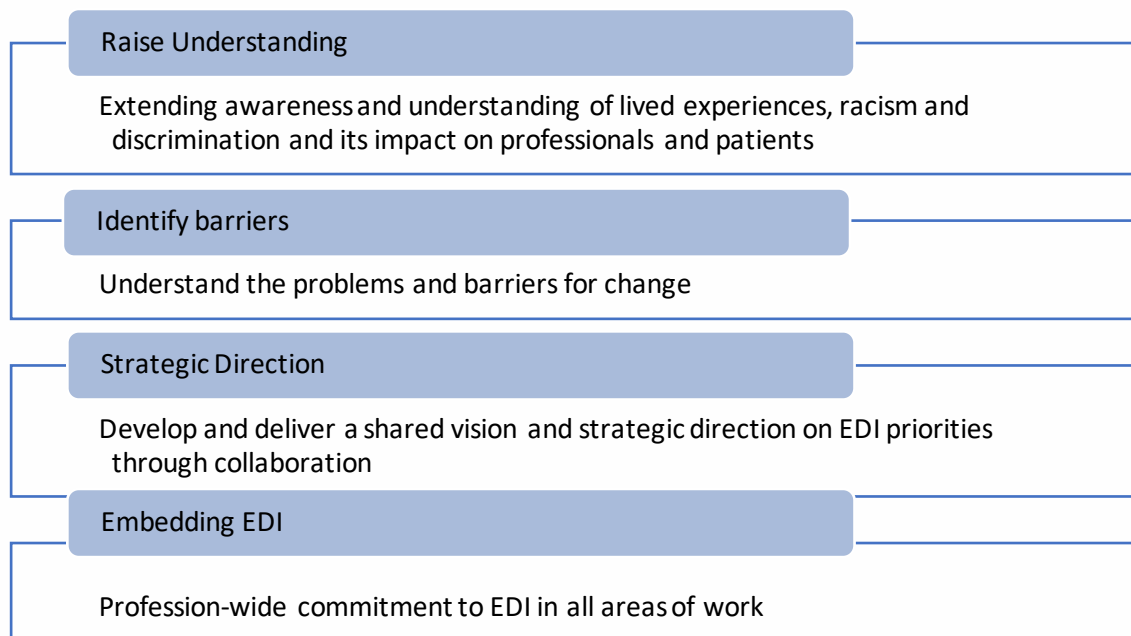 Raise Understanding
Extending awareness and understanding of lived experiences, racism and
discrimination and its impact on professionals and patients
Identify barriers
Understand the problems and barriers for change
Strategic Direction
Develop and deliver a shared vision and strategic direction on EDI priorities
through collaboration
Embedding EDI
Profession-wide commitment to EDI in all areas of work